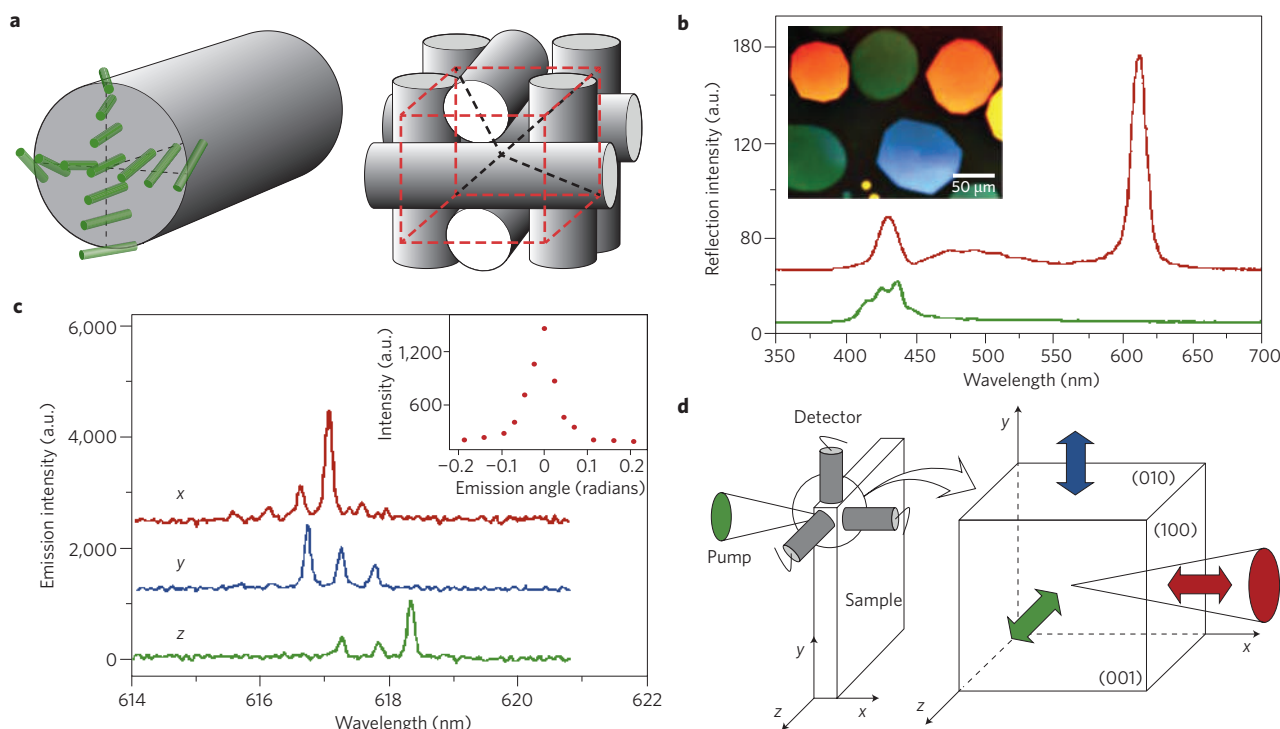 a
b
180
120
80
0
Reflection intensity (a.u.)
50 μm
350
400
450
500
550
600
650
700
Wavelength (nm)
c
6,000
4,000
2,000
0
Emission intensity (a.u.)
x
y
z
1,200
600
Intensity (a.u.)
−0.2
−0.1
0
0.1
0.2
Emission angle (radians)
614
616
618
620
622
Wavelength (nm)
d
Detector
Pump
Sample
y
z
x
y
(010)
(100)
(001)
x
z